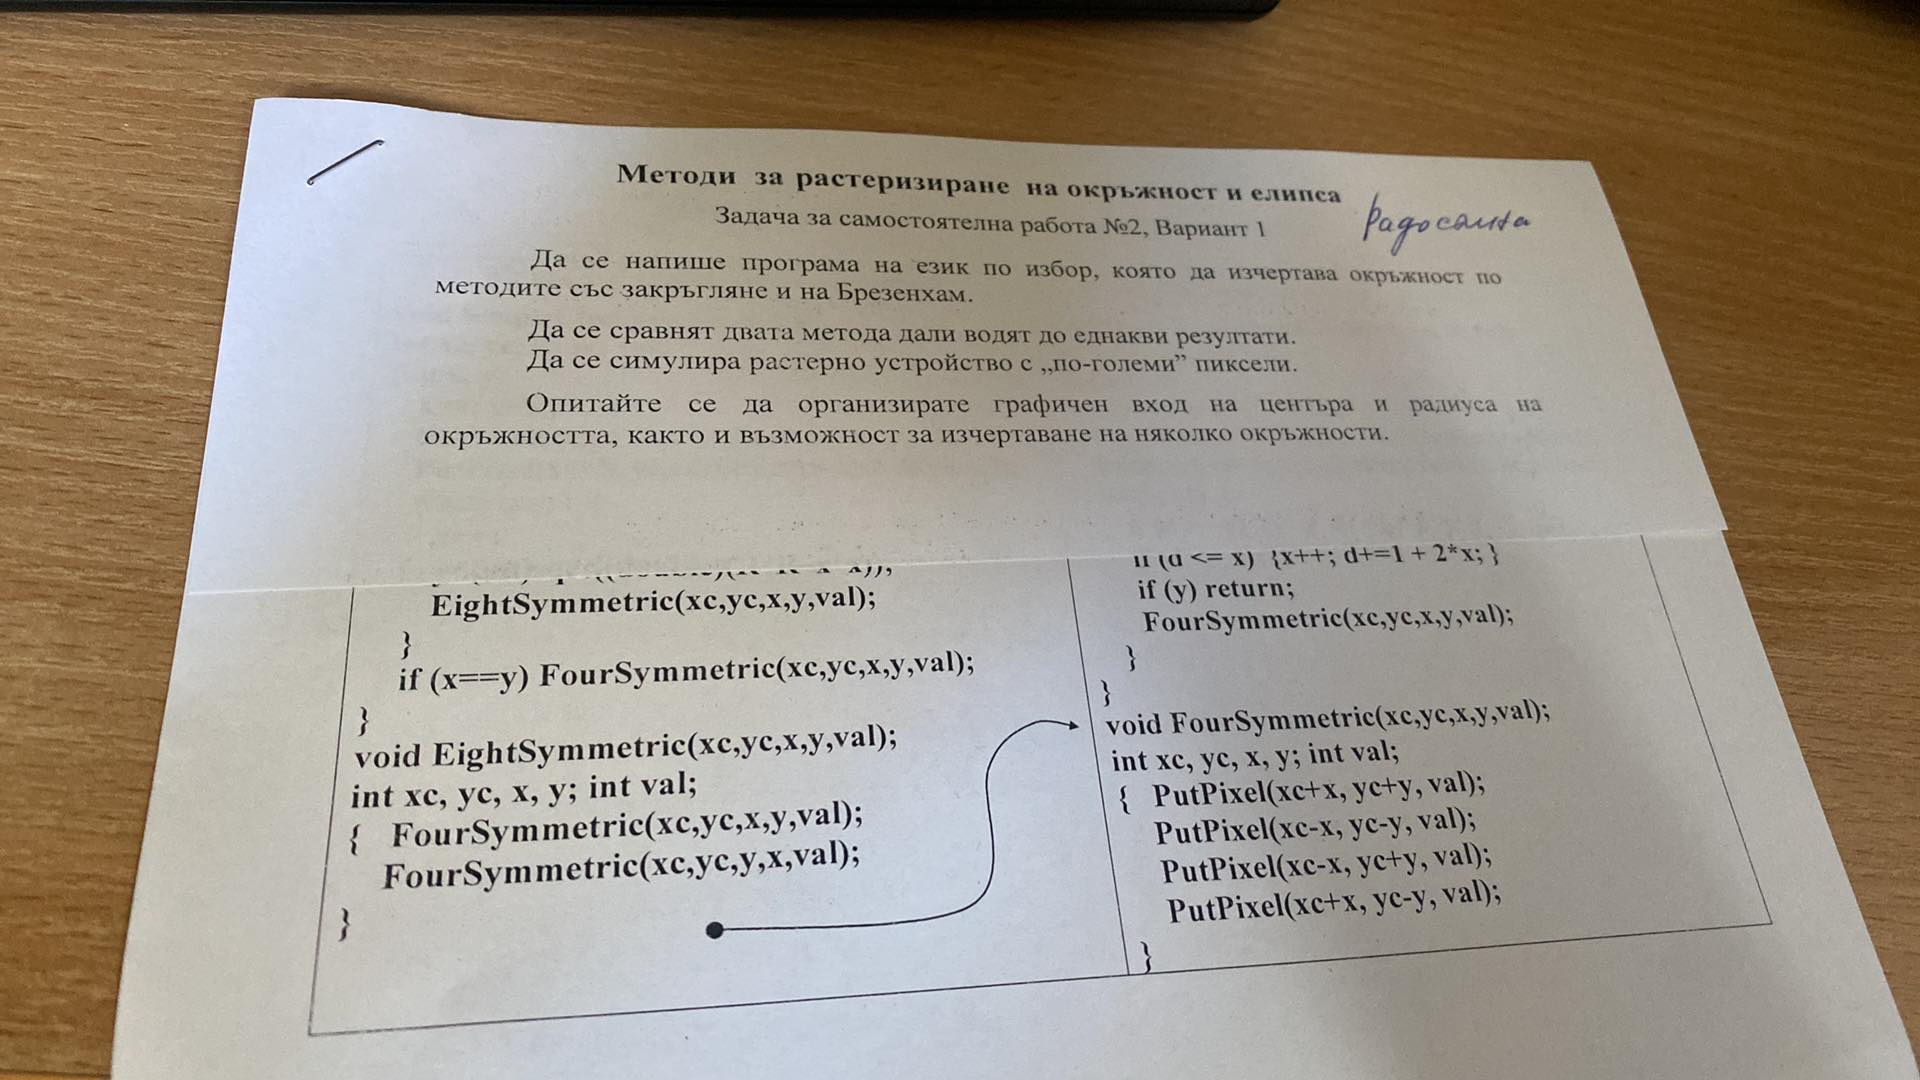 Методи за растеризиране на окръжност и елипса
Задача за самостоятелна работа №2, Вариант 1
Да се напише програма на език по избор, която да изчертава окръжност по
методите със закръгляне и на Брезенхам.
Да се сравнят двата метода дали водят до еднакви резултати.
Да се симулира растерно устройство с „по-големи” пиксели.
Опитайте се да организирате графичен вход на центъра и радиуса на
окръжността, както и възможност за изчертаване на няколко окръжности.
EightSymmetric(xc,yc,x,y,val);
}
if (x==y) FourSymmetric(xc,yc,x,y,val);
}
void EightSymmetric(xc,yc,x,y,val);
int xc, yc, x, y; int val;
{ FourSymmetric(xc,yc,x,y,val);
FourSymmetric(xc,yc,y,x,val);
}
<= x) {x++; d+=1 + 2*x; }
if (y) return;
FourSymmetric(xc,yc,x,y,val);
}
}
void FourSymmetric(xc,yc,x,y,val);
int xc, yc, x, y; int val;
{ PutPixel(xc+x, yc+y, val);
PutPixel(xc-x, yc-y, val);
PutPixel(xc-x, yc+y, val);
PutPixel(xc+x, yc-y, val);
}